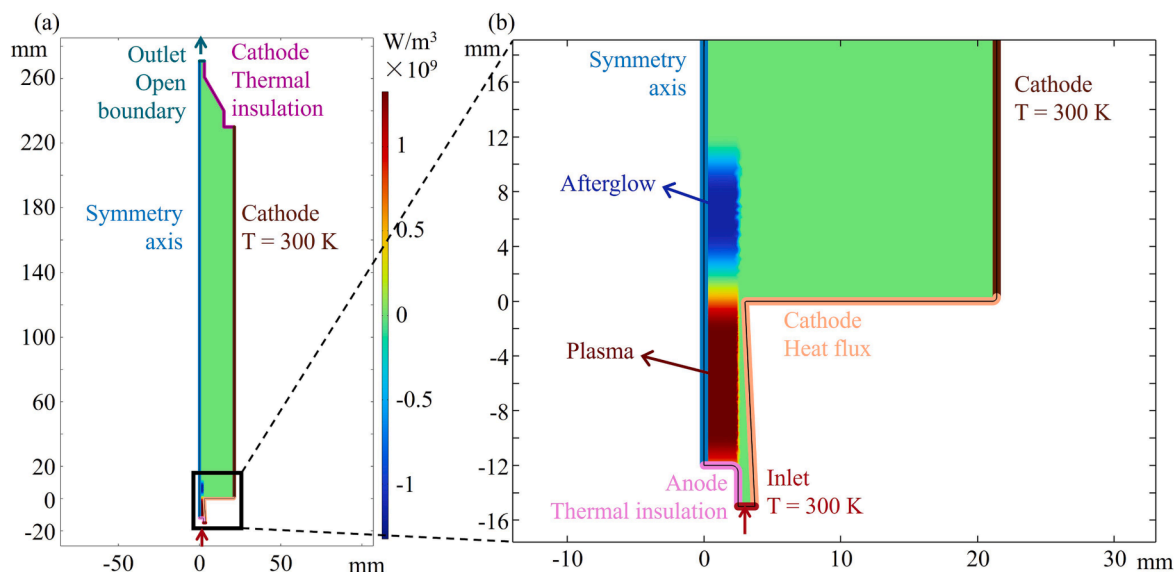 (a)
mm
260
220
180
140
100
60
20
0
-20
-50
0
50
mm
Outlet
Open
boundary
Cathode
Thermal
insulation
Symmetry
axis
Cathode
T = 300 K
W/m³
×10⁹
1
0.5
0
-0.5
-1
(b)
mm
16
12
8
4
0
-4
-8
-12
-16
-10
0
10
20
30
mm
Symmetry
axis
Cathode
T = 300 K
Afterglow
Cathode
Heat flux
Plasma
Anode
Thermal insulation
Inlet
T = 300 K